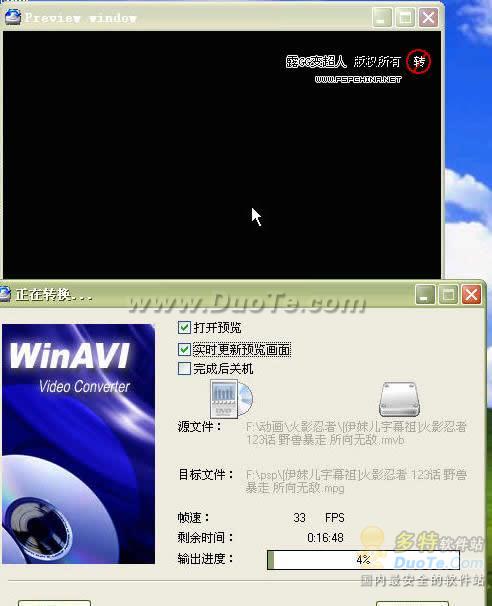 Preview window
露GG变超人 版权所有 转
WWW.PSPCHINA.NET
正在转换...
www.DuoTe.com
WinAVI
Video Converter
打开预览
实时更新预览画面
完成后关机
DVD
源文件： F:\动画\火影忍者\[伊妹儿字幕祖]火影忍者
123话 野兽暴走 所向无敌.rmvb
目标文件： F:\psp\[伊妹儿字幕祖]火影忍者 123话 野兽
暴走 所向无敌.mpg
帧速： 33 FPS
剩余时间： 0:16:48
输出进度： 4%
多特软件站
DuoTe.com
国内最安全的软件站